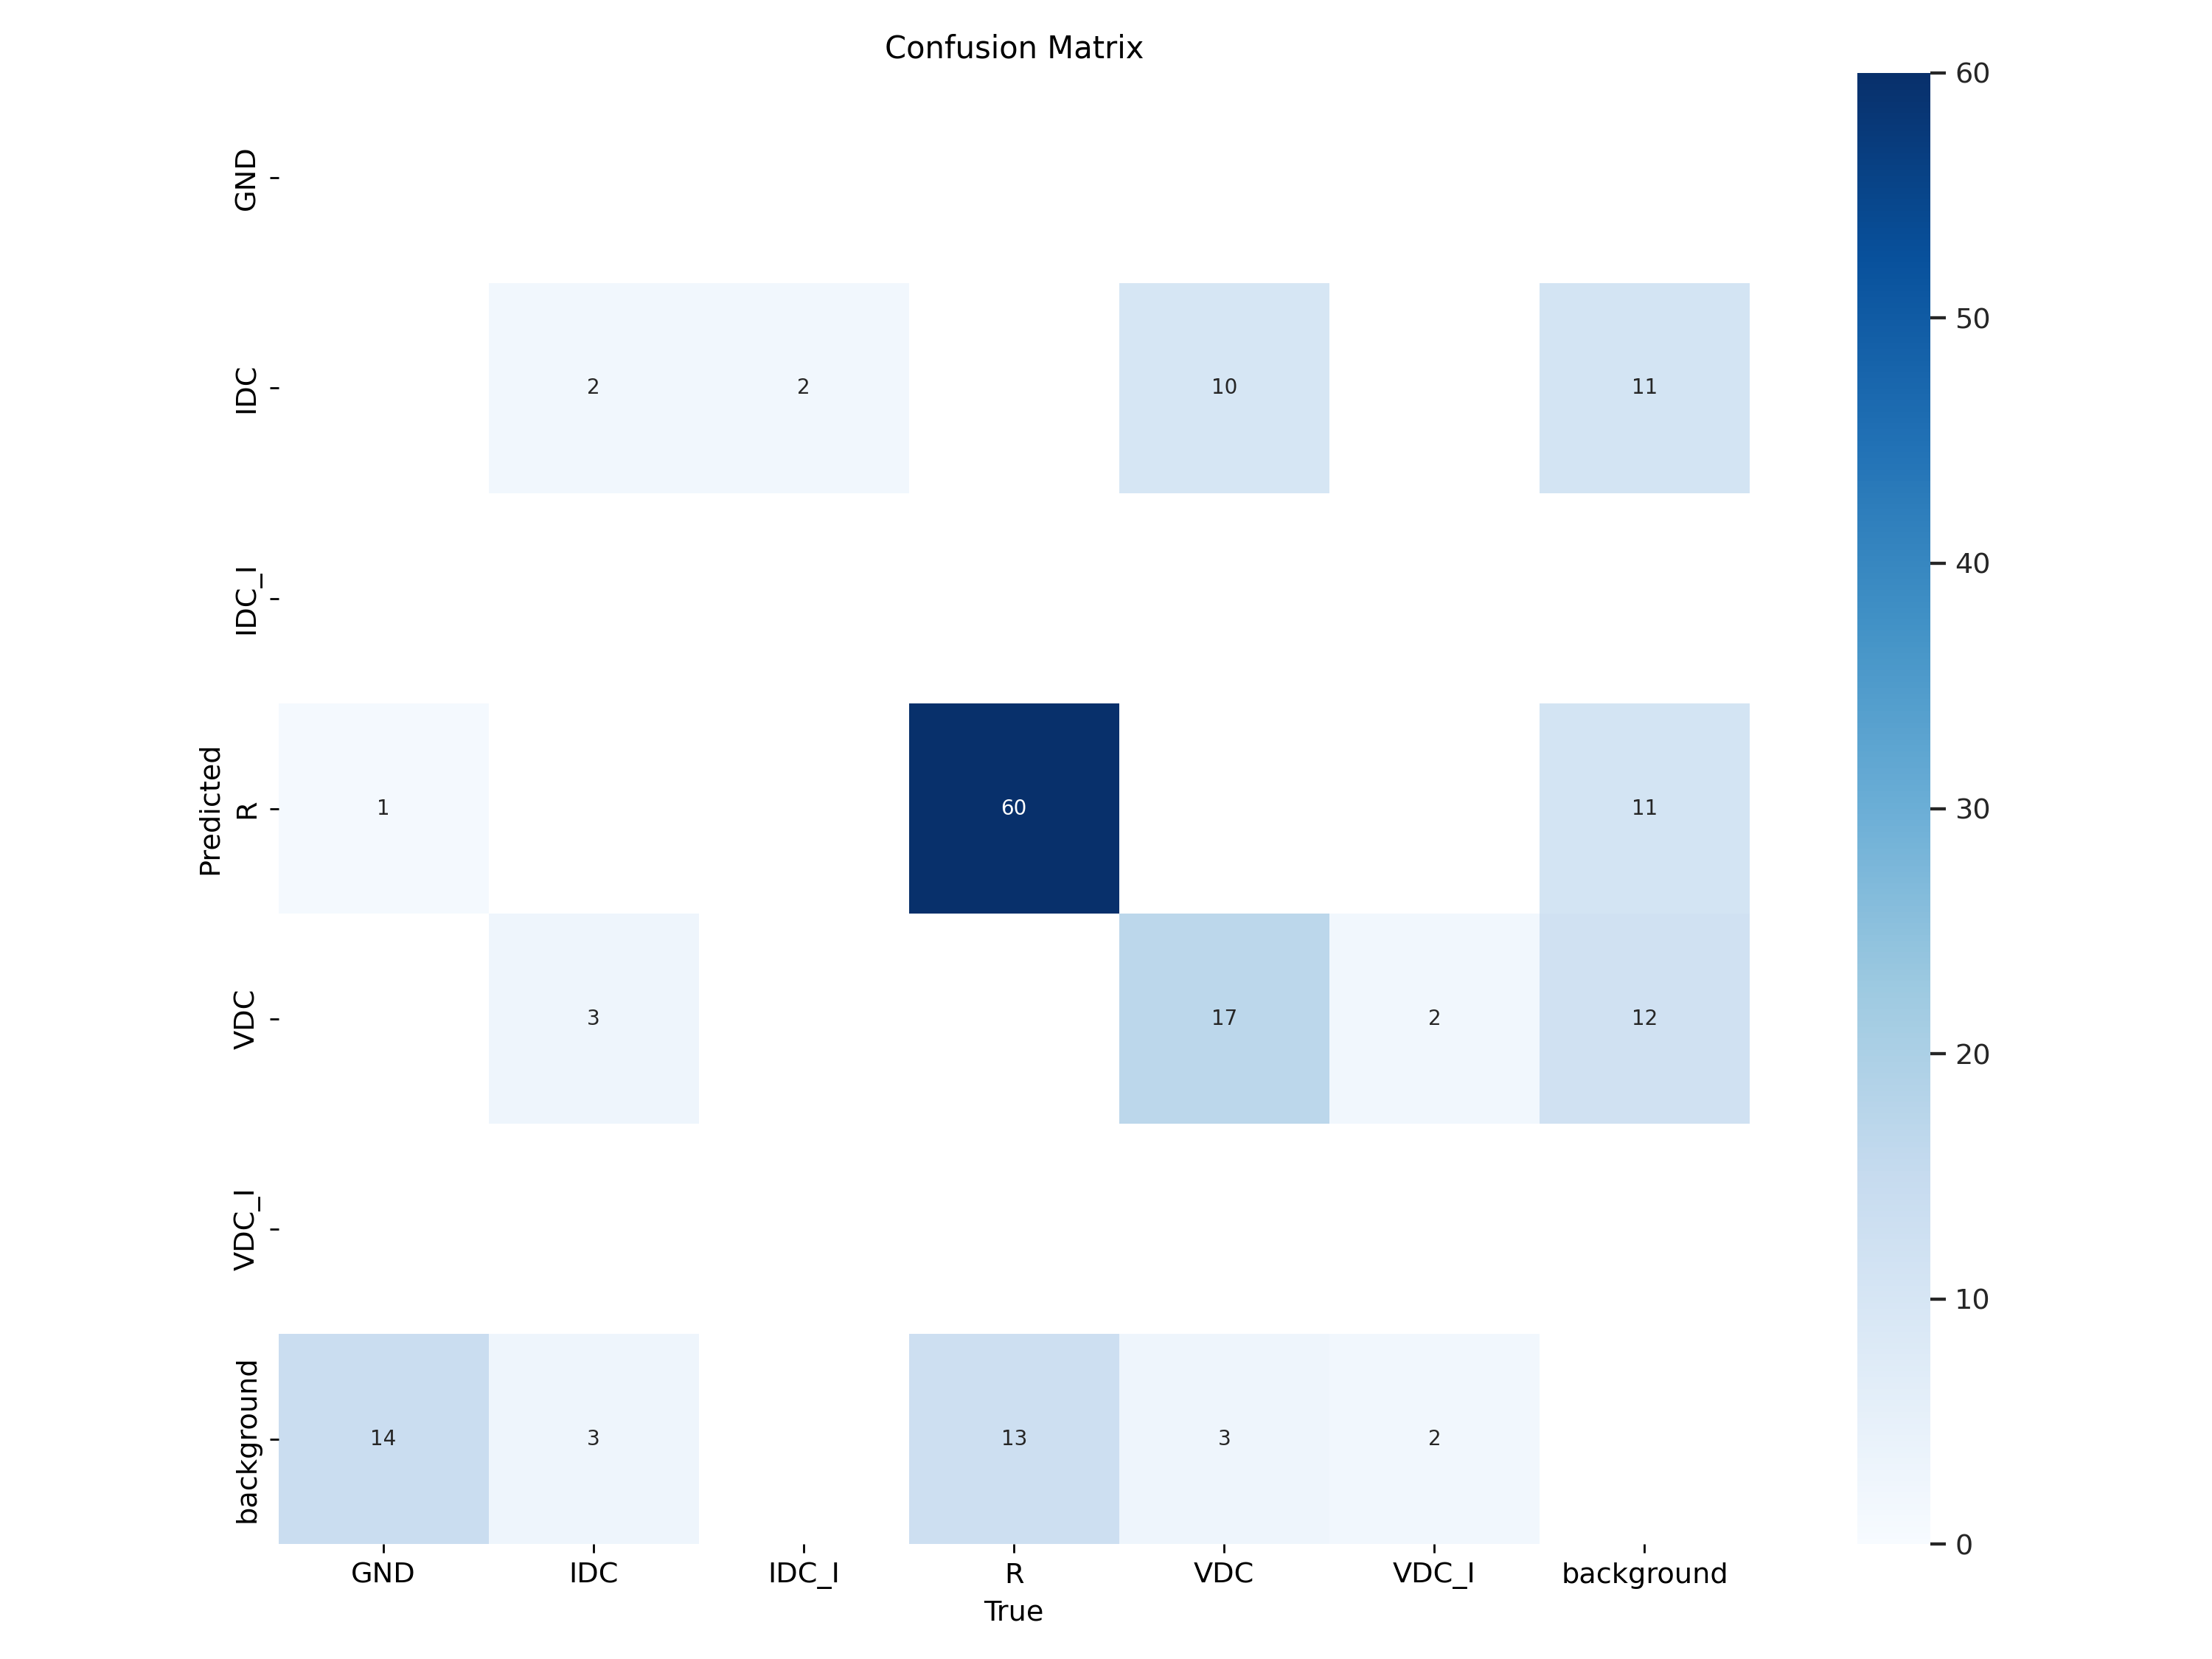 Confusion Matrix
60
GND
50
IDC
2 2 10 11
40
IDC_I
Predicted
R
1 60 11
30
VDC
3 17 2 12
20
VDC_I
10
background
14 3 13 3 2
0
GND IDC IDC_I R VDC VDC_I background
True